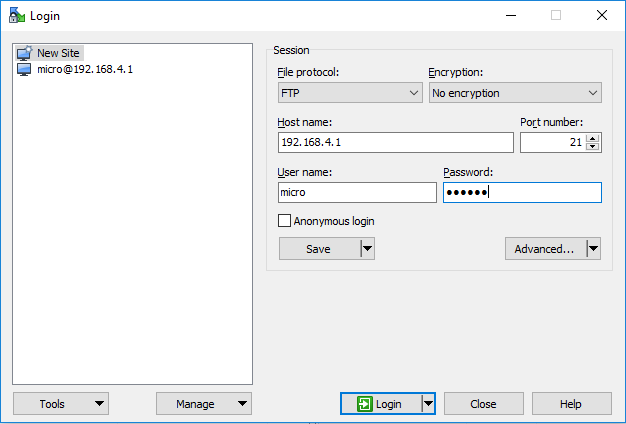 Login
New Site
micro@192.168.4.1
Session
File protocol:
Encryption:
FTP
No encryption
Host name:
Port number:
192.168.4.1
21
User name:
Password:
micro
●●●●●●
Anonymous login
Save
Advanced...
Tools
Manage
Login
Close
Help